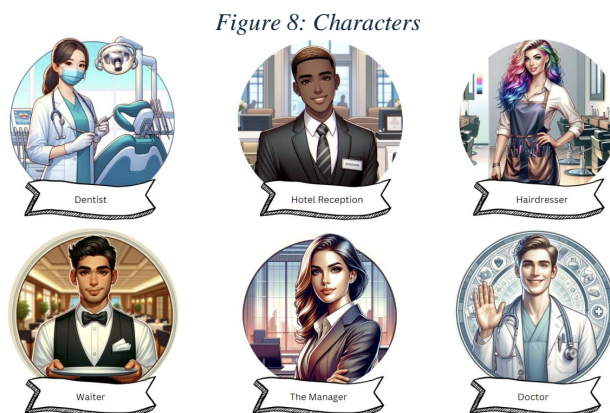 Figure 8: Characters
Dentist
Hotel Reception
Hairdresser
Waiter
The Manager
Doctor